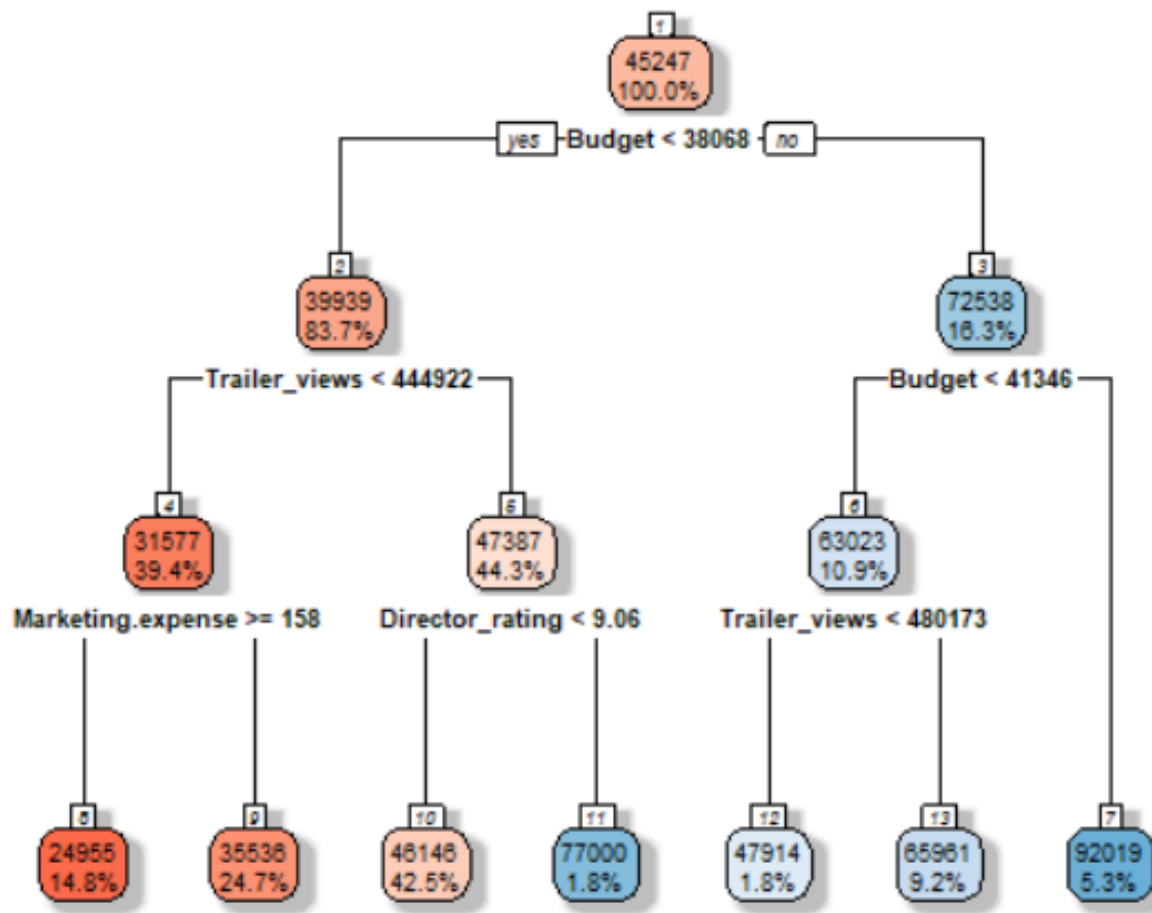 1
45247
100.0%
yes Budget < 38068 no
2 3
39939 72538
83.7% 16.3%
Trailer_views < 444922 Budget < 41346
4 5 6
31577 47387 63023
39.4% 44.3% 10.9%
Marketing.expense >= 158 Director_rating < 9.06 Trailer_views < 480173
8 9 10 11 12 13 7
24955 35536 46146 77000 47914 65961 92019
14.8% 24.7% 42.5% 1.8% 1.8% 9.2% 5.3%